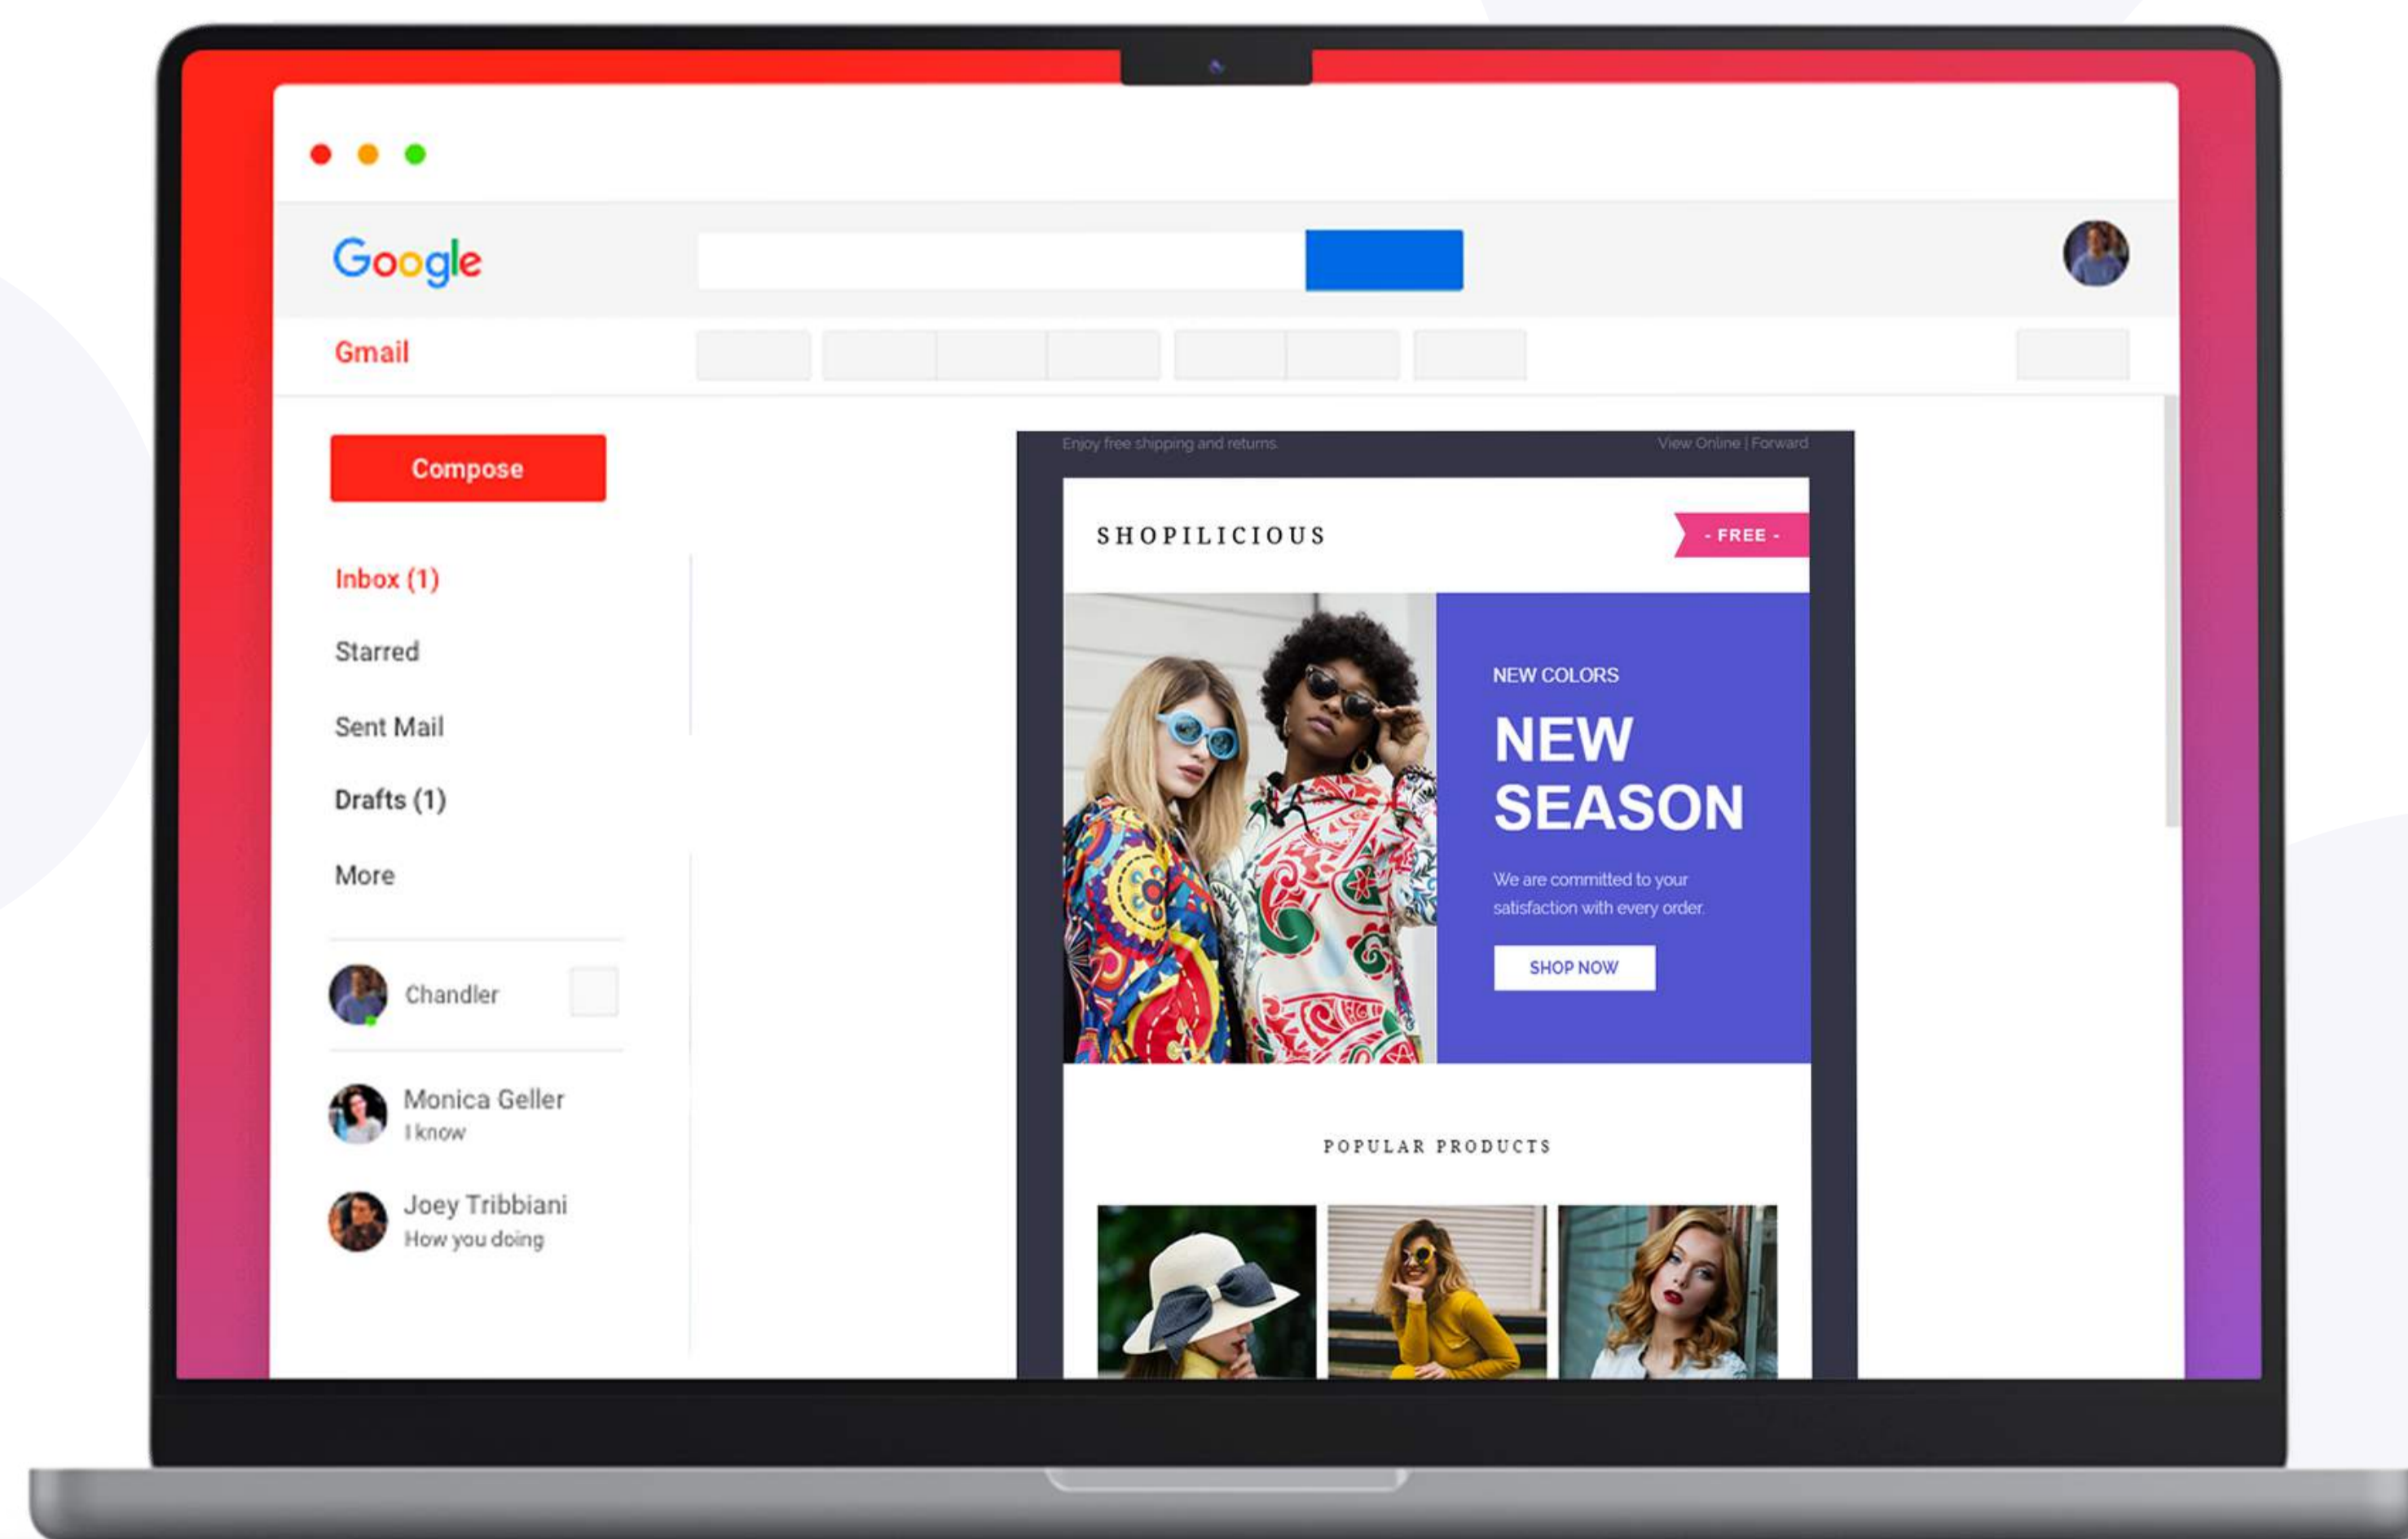 Google
Gmail
Compose
Inbox (1)
Starred
Sent Mail
Drafts (1)
More
Chandler
Monica Geller
I know
Joey Tribbiani
How you doing
Enjoy free shipping and returns.
View Online | Forward
SHOPILICIOUS
- FREE -
NEW COLORS
NEW
SEASON
We are committed to your
satisfaction with every order.
SHOP NOW
POPULAR PRODUCTS